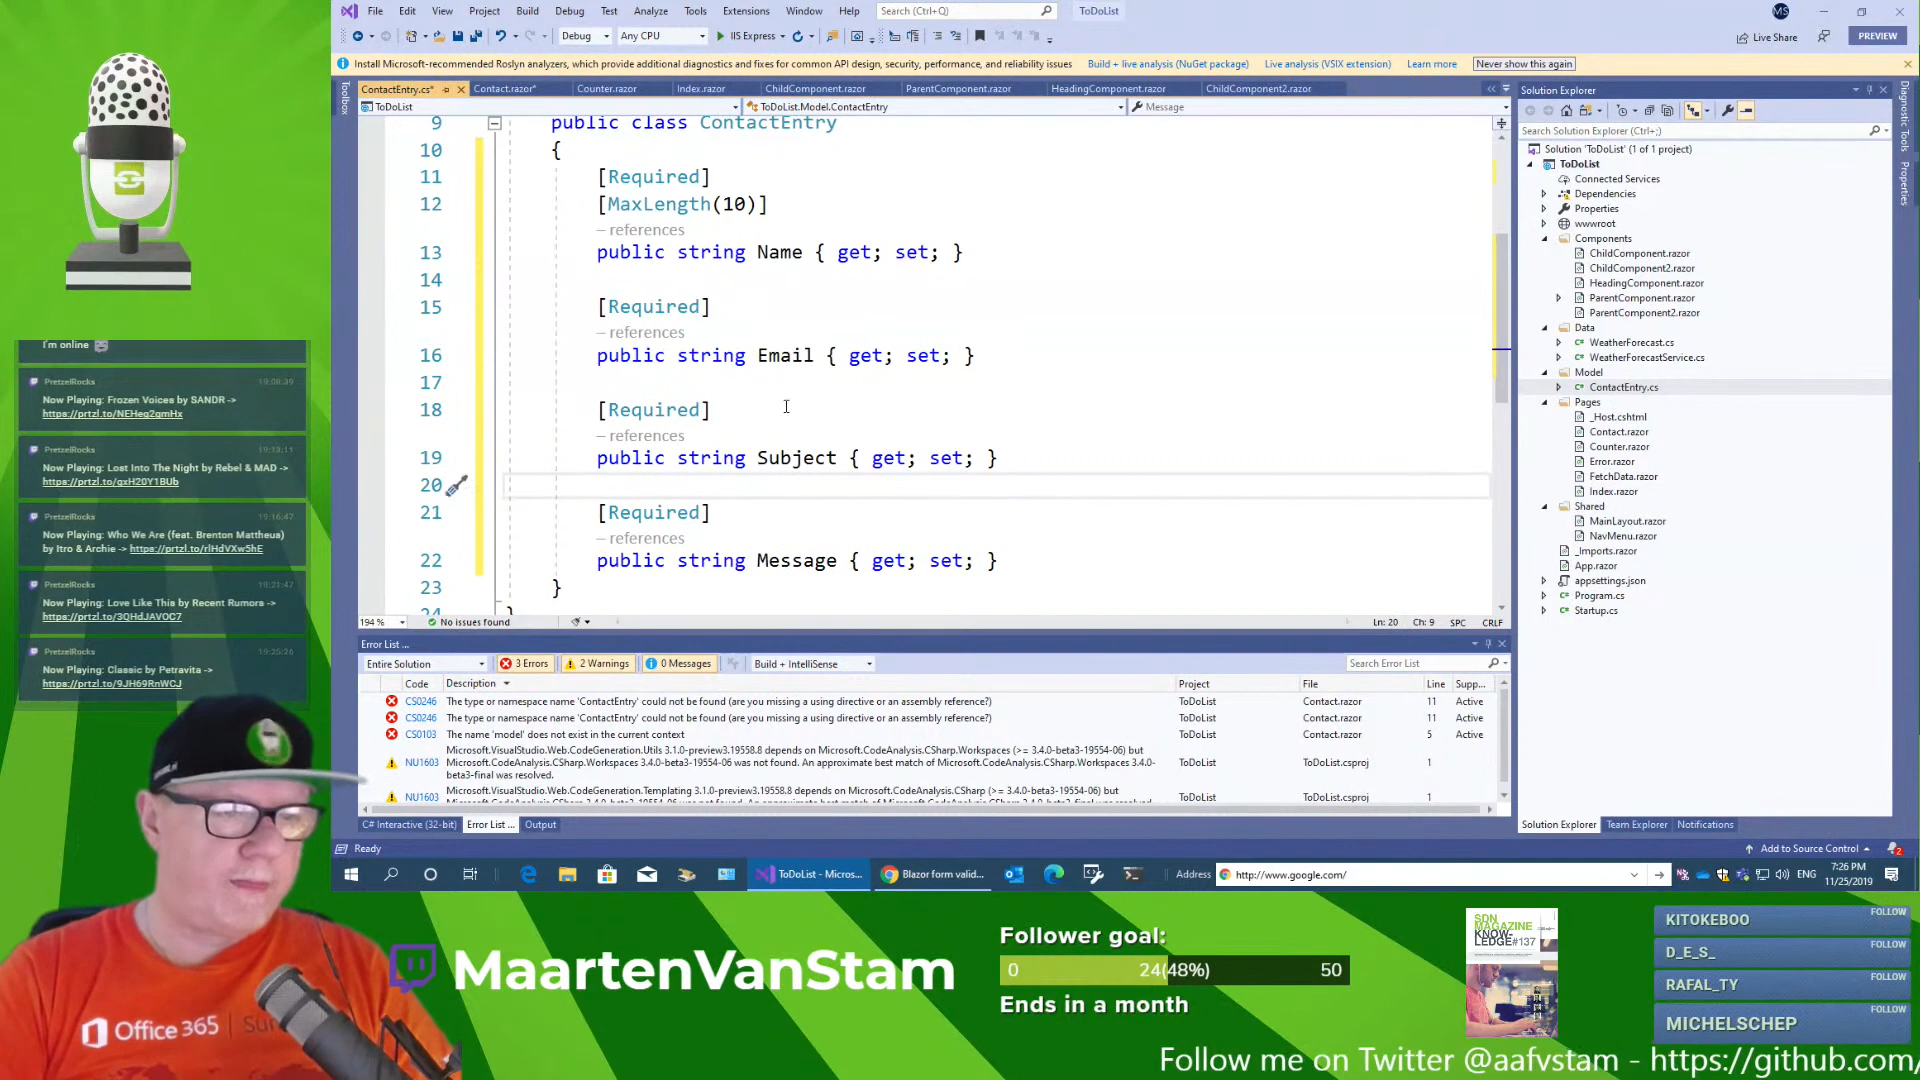 File Edit View Project Build Debug Test Analyze Tools Extensions Window Help Search (Ctrl+Q) ToDoList MS
Debug Any CPU IIS Express Live Share PREVIEW
Install Microsoft-recommended Roslyn analyzers, which provide additional diagnostics and fixes for common API design, security, performance, and reliability issues Build + live analysis (NuGet package) Live analysis (VSIX extension) Learn more Never show this again
ContactEntry.cs* Contact.razor* Counter.razor Index.razor ChildComponent.razor ParentComponent.razor HeadingComponent.razor ChildComponent2.razor
ToDoList ToDoList.Model.ContactEntry Message
Toolbox
9 public class ContactEntry
10 {
11 [Required]
12 [MaxLength(10)]
– references
13 public string Name { get; set; }
14
15 [Required]
– references
16 public string Email { get; set; }
17
18 [Required]
– references
19 public string Subject { get; set; }
20
21 [Required]
– references
22 public string Message { get; set; }
23 }
24 }
194 % No issues found Ln: 20 Ch: 9 SPC CRLF
Error List ...
Entire Solution 3 Errors 2 Warnings 0 Messages Build + IntelliSense Search Error List
Code Description Project File Line Supp...
CS0246 The type or namespace name 'ContactEntry' could not be found (are you missing a using directive or an assembly reference?) ToDoList Contact.razor 11 Active
CS0246 The type or namespace name 'ContactEntry' could not be found (are you missing a using directive or an assembly reference?) ToDoList Contact.razor 11 Active
CS0103 The name 'model' does not exist in the current context ToDoList Contact.razor 5 Active
NU1603 Microsoft.VisualStudio.Web.CodeGeneration.Utils 3.1.0-preview3.19558.8 depends on Microsoft.CodeAnalysis.CSharp.Workspaces (>= 3.4.0-beta3-19554-06) but
Microsoft.CodeAnalysis.CSharp.Workspaces 3.4.0-beta3-19554-06 was not found. An approximate best match of Microsoft.CodeAnalysis.CSharp.Workspaces 3.4.0-
beta3-final was resolved. ToDoList ToDoList.csproj 1
NU1603 Microsoft.VisualStudio.Web.CodeGeneration.Templating 3.1.0-preview3.19558.8 depends on Microsoft.CodeAnalysis.CSharp (>= 3.4.0-beta3-19554-06) but
ToDoList ToDoList.csproj 1
C# Interactive (32-bit) Error List ... Output
Ready Add to Source Control 2
Solution Explorer
Search Solution Explorer (Ctrl+;)
Solution 'ToDoList' (1 of 1 project)
ToDoList
Connected Services
Dependencies
Properties
wwwroot
Components
ChildComponent.razor
ChildComponent2.razor
HeadingComponent.razor
ParentComponent.razor
ParentComponent2.razor
Data
WeatherForecast.cs
WeatherForecastService.cs
Model
ContactEntry.cs
Pages
_Host.cshtml
Contact.razor
Counter.razor
Error.razor
FetchData.razor
Index.razor
Shared
MainLayout.razor
NavMenu.razor
_Imports.razor
App.razor
appsettings.json
Program.cs
Startup.cs
Solution Explorer Team Explorer Notifications
Diagnostic Tools
Properties
ToDoList - Micros... Blazor form valid... Address http://www.google.com/ ENG 7:26 PM
11/25/2019
I'm online
PretzelRocks 19:08:39
Now Playing: Frozen Voices by SANDR ->
https://prtzl.to/NEHeg2gmHx
PretzelRocks 19:13:11
Now Playing: Lost Into The Night by Rebel & MAD ->
https://prtzl.to/gxH20Y1BUb
PretzelRocks 19:16:47
Now Playing: Who We Are (feat. Brenton Mattheua)
by Itro & Archie -> https://prtzl.to/rlHdVXw5hE
PretzelRocks 19:21:47
Now Playing: Love Like This by Recent Rumors ->
https://prtzl.to/3QHdJAVOC7
PretzelRocks 19:25:26
Now Playing: Classic by Petravita ->
https://prtzl.to/9JH69RnWCJ
Office 365
MaartenVanStam
Follower goal:
0 24(48%) 50
Ends in a month
SDN
MAGAZINE
KNOW-
LEDGE#137
KITOKEBOO FOLLOW
D_E_S_ FOLLOW
RAFAL_TY FOLLOW
MICHELSCHEP FOLLOW
Follow me on Twitter @aafvstam - https://github.com/